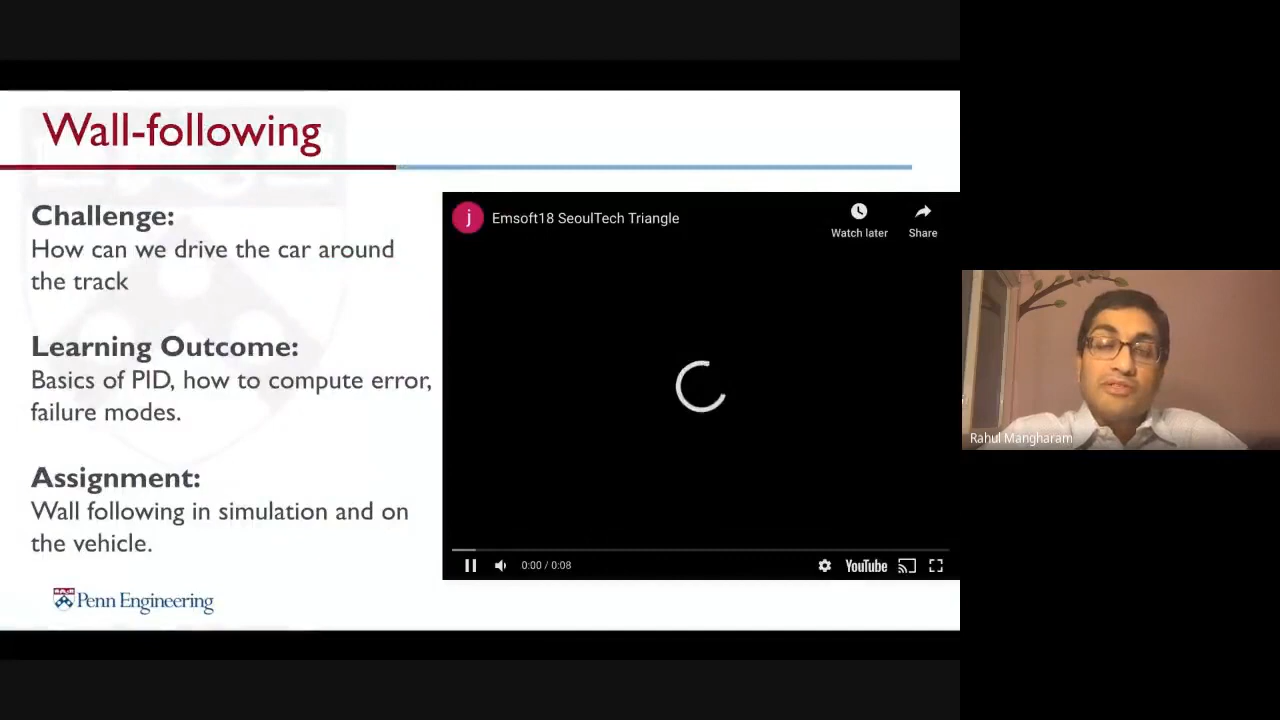 Wall-following
Challenge:
How can we drive the car around
the track
Learning Outcome:
Basics of PID, how to compute error,
failure modes.
Assignment:
Wall following in simulation and on
the vehicle.
Penn Engineering
j
Emsoft18 SeoulTech Triangle
Watch later
Share
0:00 / 0:08
YouTube
Rahul Mangharam